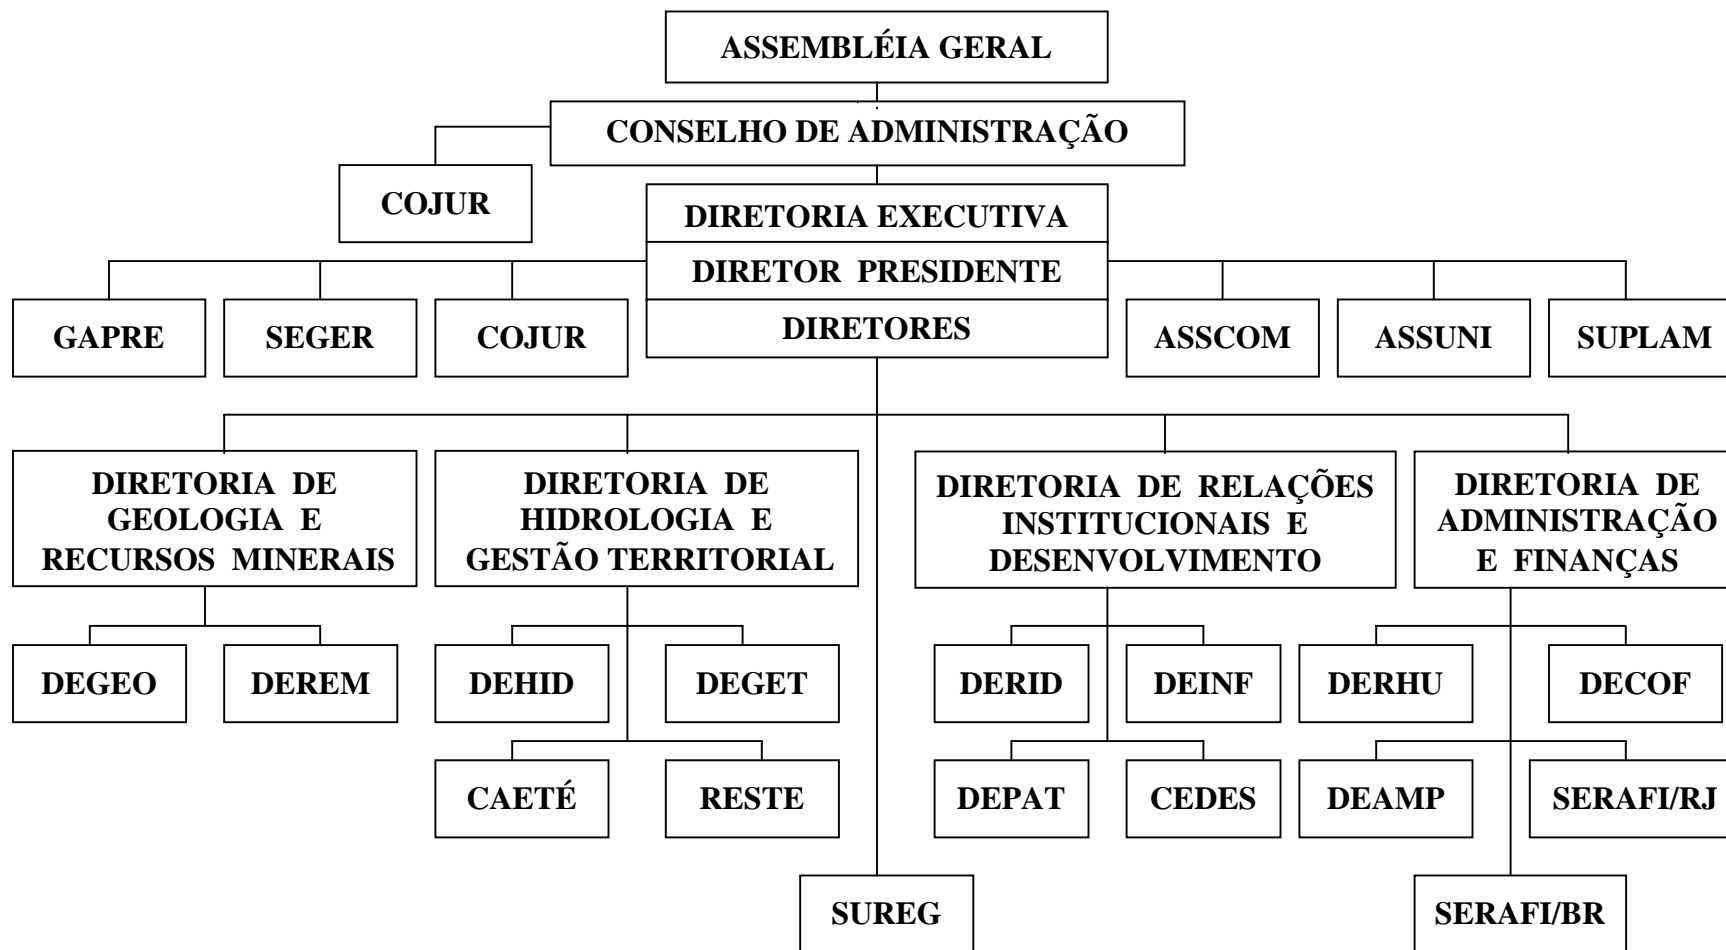 ASSEMBLÉIA GERAL
CONSELHO DE ADMINISTRAÇÃO
COJUR
DIRETORIA EXECUTIVA
DIRETOR PRESIDENTE
DIRETORES
GAPRE
SEGER
COJUR
ASSCOM
ASSUNI
SUPLAM
DIRETORIA DE
GEOLOGIA E
RECURSOS MINERAIS
DIRETORIA DE
HIDROLOGIA E
GESTÃO TERRITORIAL
DIRETORIA DE RELAÇÕES
INSTITUCIONAIS E
DESENVOLVIMENTO
DIRETORIA DE
ADMINISTRAÇÃO
E FINANÇAS
DEGEO
DEREM
DEHID
DEGET
DERID
DEINF
DERHU
DECOF
CAETÉ
RESTE
DEPAT
CEDES
DEAMP
SERAFI/RJ
SUREG
SERAFI/BR